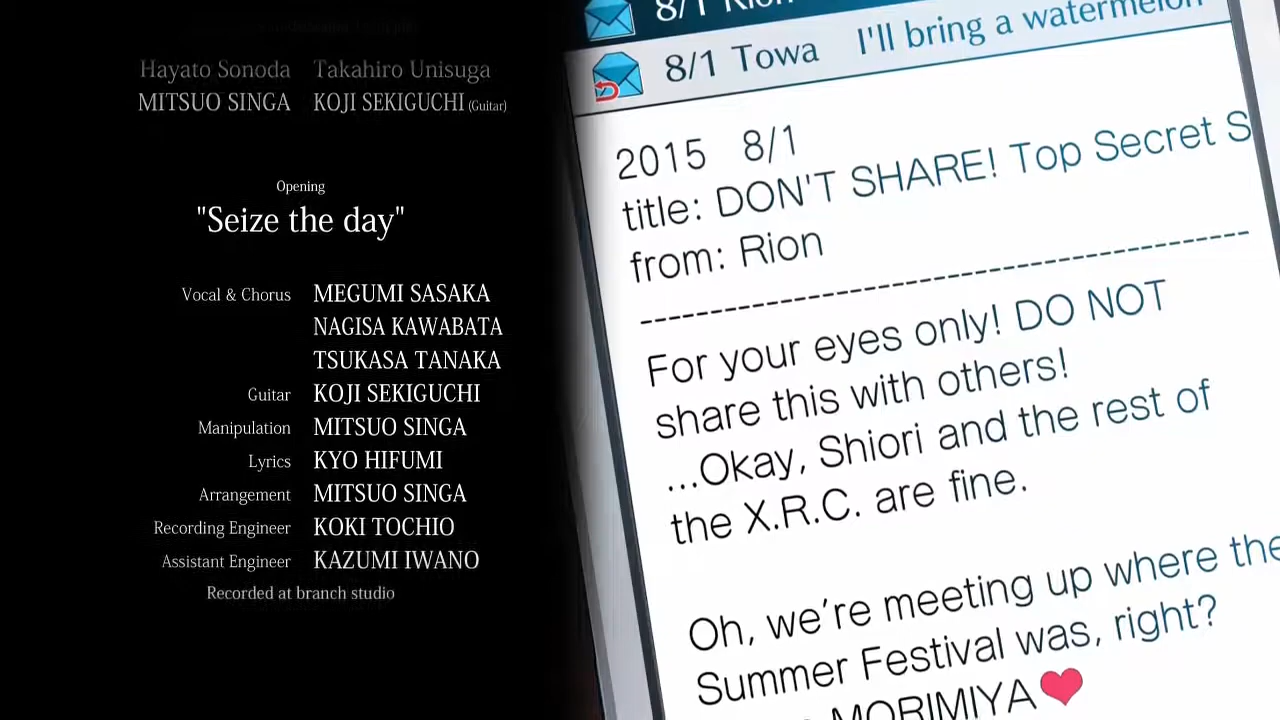 Hayato Sonoda Takahiro Unisuga
MITSUO SINGA KOJI SEKIGUCHI (Guitar)
Opening
"Seize the day"
Vocal & Chorus MEGUMI SASAKA
NAGISA KAWABATA
TSUKASA TANAKA
Guitar KOJI SEKIGUCHI
Manipulation MITSUO SINGA
Lyrics KYO HIFUMI
Arrangement MITSUO SINGA
Recording Engineer KOKI TOCHIO
Assistant Engineer KAZUMI IWANO
Recorded at branch studio
8/1 Rion
8/1 Towa I'll bring a watermelon
2015 8/1
title: DON'T SHARE! Top Secret S
from: Rion
----------------------------------------
For your eyes only! DO NOT
share this with others!
...Okay, Shiori and the rest of
the X.R.C. are fine.
Oh, we're meeting up where the
Summer Festival was, right?
MORIMIYA❤